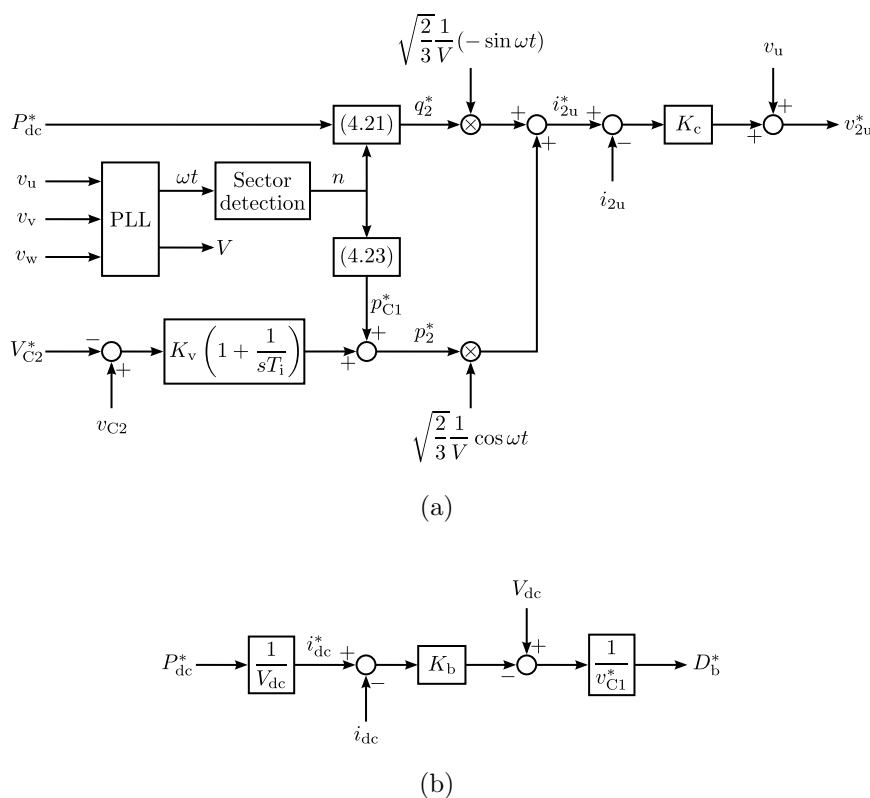 √(2/3) 1/V (− sin ωt)
v_u
P*_dc
(4.21)
q*_2
⊗
+
+
i*_2u
+
−
K_c
+
+
v*_2u
i_2u
v_u
v_v
v_w
PLL
ωt
V
Sector
detection
n
(4.23)
p*_C1
V*_C2
−
+
v_C2
K_v (1 + 1/(sT_i))
+
+
p*_2
⊗
√(2/3) 1/V cos ωt
(a)
P*_dc
1/V_dc
i*_dc
+
−
i_dc
K_b
−
+
V_dc
1/v*_C1
D*_b
(b)